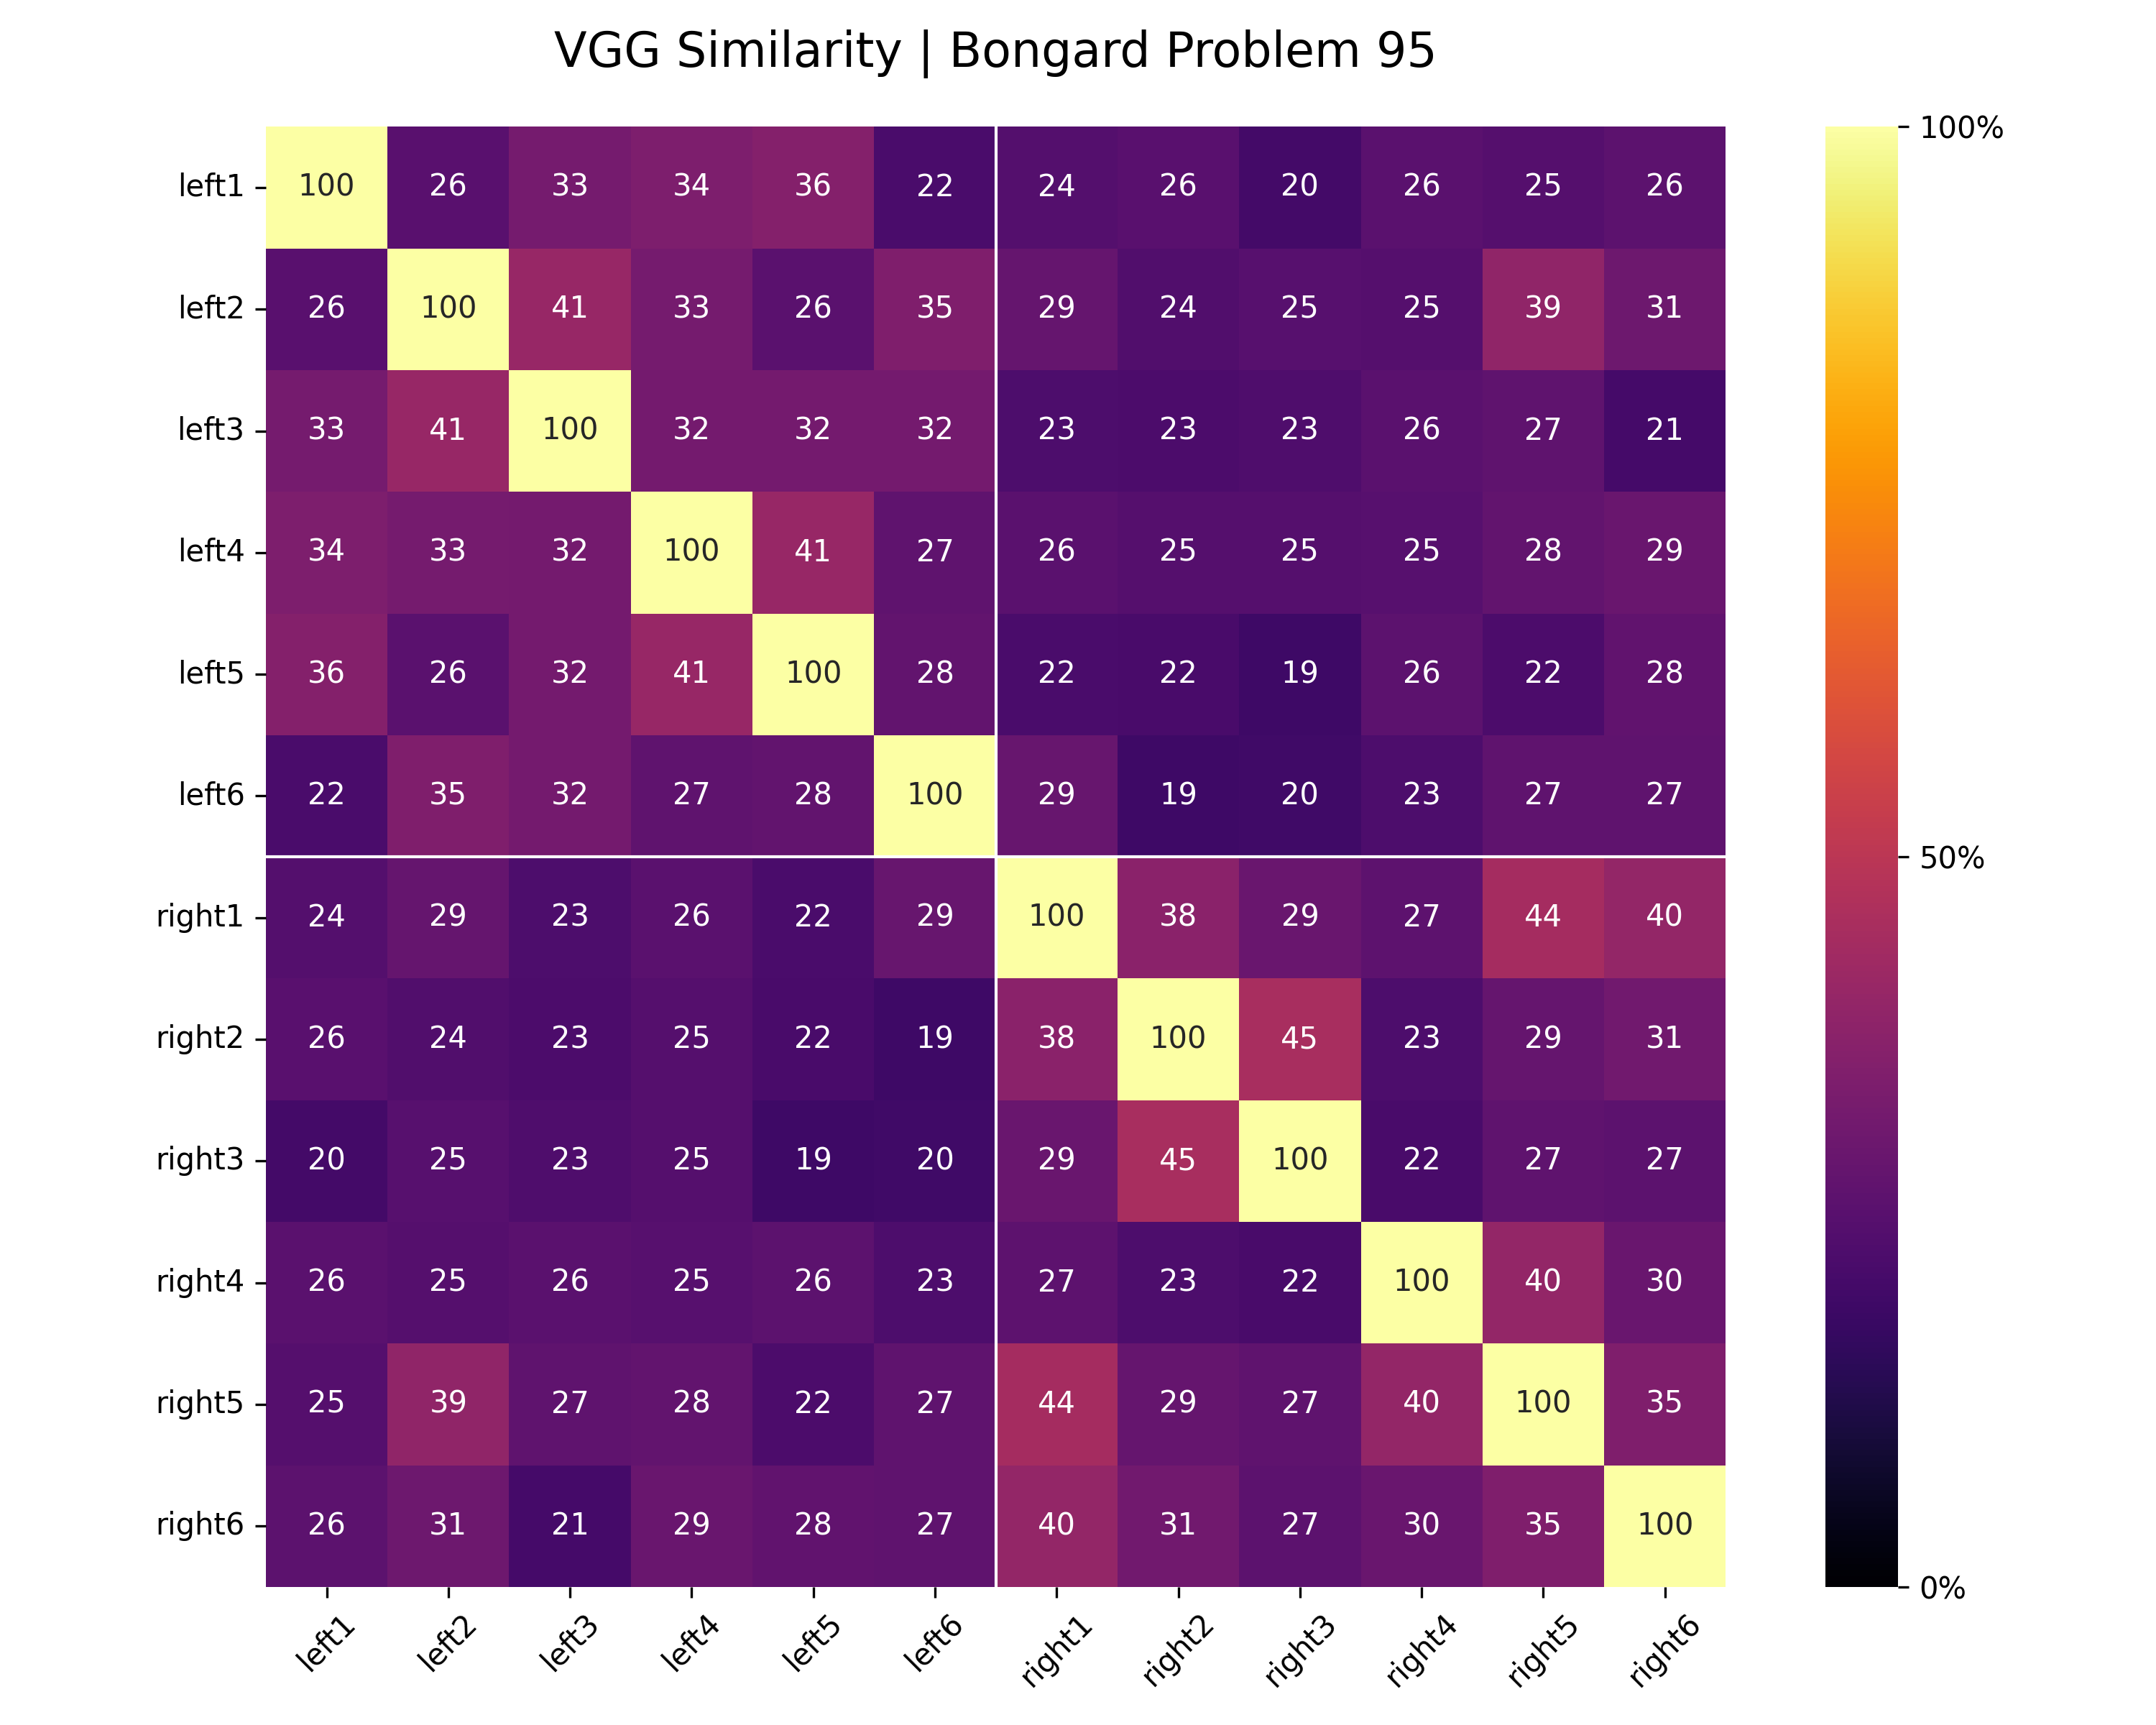 VGG Similarity | Bongard Problem 95
left1 100 26 33 34 36 22 24 26 20 26 25 26
left2 26 100 41 33 26 35 29 24 25 25 39 31
left3 33 41 100 32 32 32 23 23 23 26 27 21
left4 34 33 32 100 41 27 26 25 25 25 28 29
left5 36 26 32 41 100 28 22 22 19 26 22 28
left6 22 35 32 27 28 100 29 19 20 23 27 27
right1 24 29 23 26 22 29 100 38 29 27 44 40
right2 26 24 23 25 22 19 38 100 45 23 29 31
right3 20 25 23 25 19 20 29 45 100 22 27 27
right4 26 25 26 25 26 23 27 23 22 100 40 30
right5 25 39 27 28 22 27 44 29 27 40 100 35
right6 26 31 21 29 28 27 40 31 27 30 35 100
left1 left2 left3 left4 left5 left6 right1 right2 right3 right4 right5 right6
100%
50%
0%